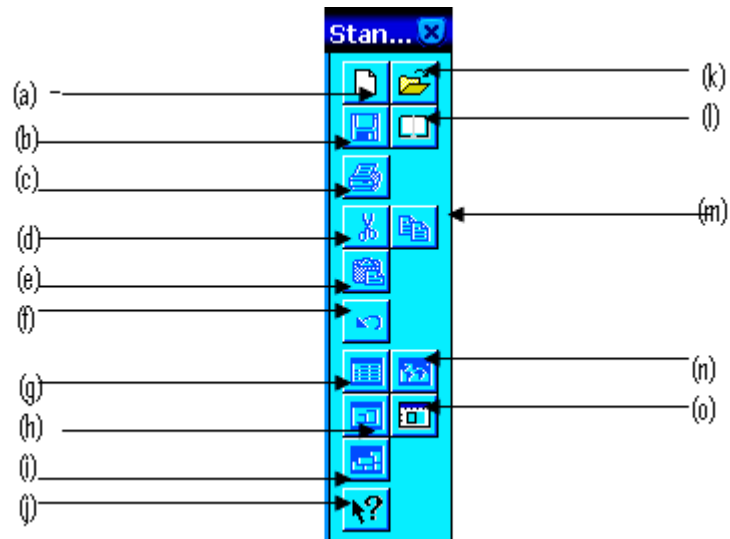 Stan...
(a)
(k)
(l)
(b)
(c)
(m)
(d)
(e)
(f)
(g)
(n)
(h)
(o)
(i)
(j)
?